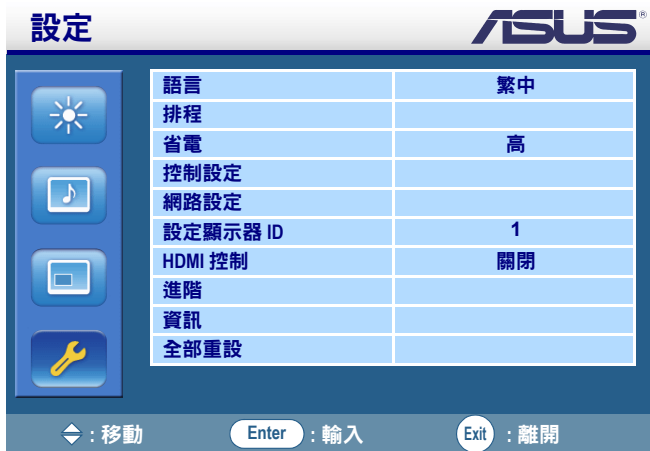 設定
ASUS®
語言 繁中
排程
省電 高
控制設定
網路設定
設定顯示器 ID 1
HDMI 控制 關閉
進階
資訊
全部重設
: 移動 Enter : 輸入 Exit : 離開